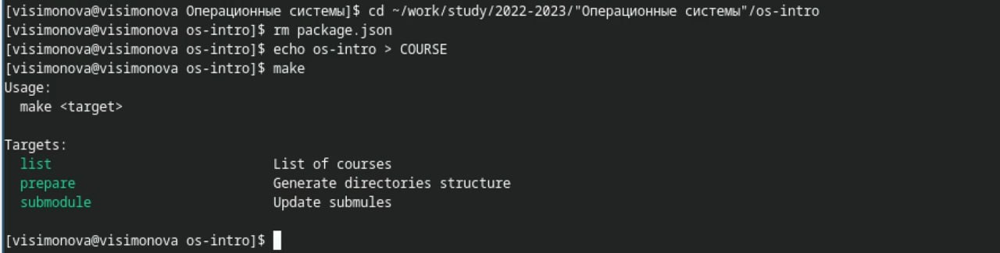 [visimonova@visimonova Операционные системы]$ cd ~/work/study/2022-2023/"Операционные системы"/os-intro
[visimonova@visimonova os-intro]$ rm package.json
[visimonova@visimonova os-intro]$ echo os-intro > COURSE
[visimonova@visimonova os-intro]$ make
Usage:
  make <target>

Targets:
  list                            List of courses
  prepare                         Generate directories structure
  submodule                       Update submules

[visimonova@visimonova os-intro]$